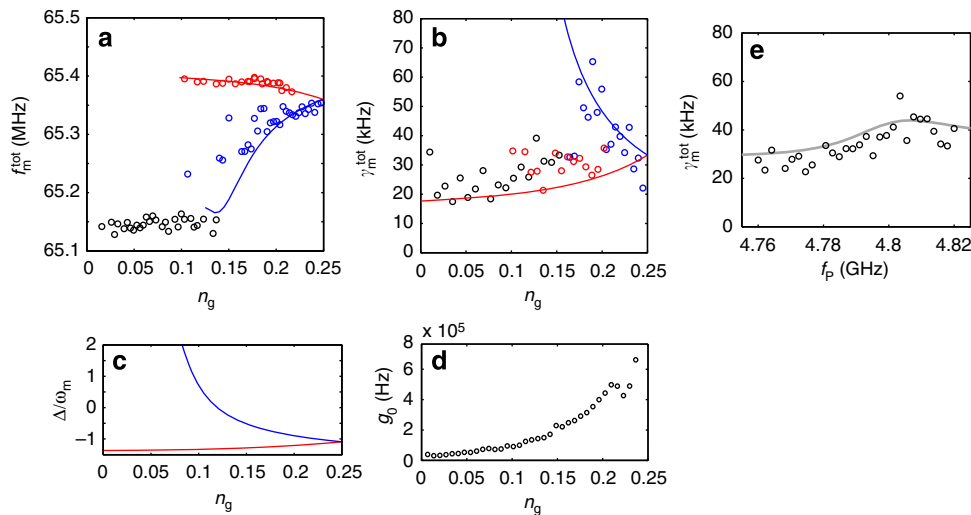 a
65.5
65.4
65.3
65.2
65.1
f_m^tot (MHz)
0 0.05 0.1 0.15 0.20 0.25
n_g
b
80
70
60
50
40
30
20
10
0
γ_m^tot (kHz)
0 0.05 0.1 0.15 0.2 0.25
n_g
e
80
60
40
20
0
γ_m^tot (kHz)
4.76 4.78 4.8 4.82
f_P (GHz)
c
2
1
0
−1
Δ/ω_m
0 0.05 0.1 0.15 0.20 0.25
n_g
× 10⁵
d
8
6
4
2
0
g_0 (Hz)
0 0.05 0.1 0.15 0.2 0.25
n_g